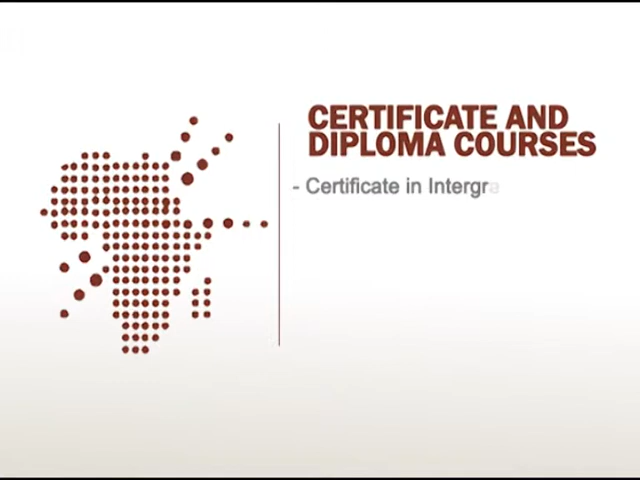 CERTIFICATE AND
DIPLOMA COURSES
- Certificate in Intergra